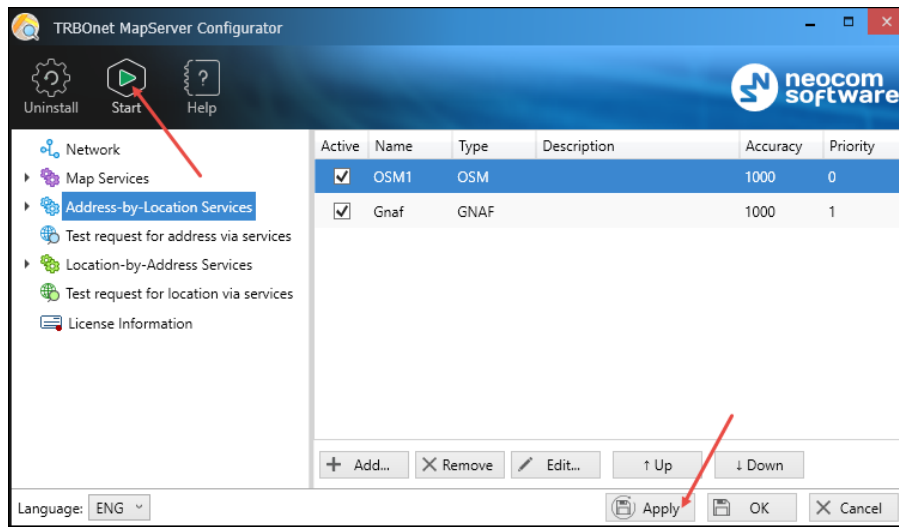 TRBOnet MapServer Configurator
Uninstall Start Help
neocom
software
Network
Map Services
Address-by-Location Services
Test request for address via services
Location-by-Address Services
Test request for location via services
License Information
Active Name Type Description Accuracy Priority
OSM1 OSM 1000 0
Gnaf GNAF 1000 1
+ Add... Remove Edit... ↑ Up ↓ Down
Language: ENG Apply OK Cancel